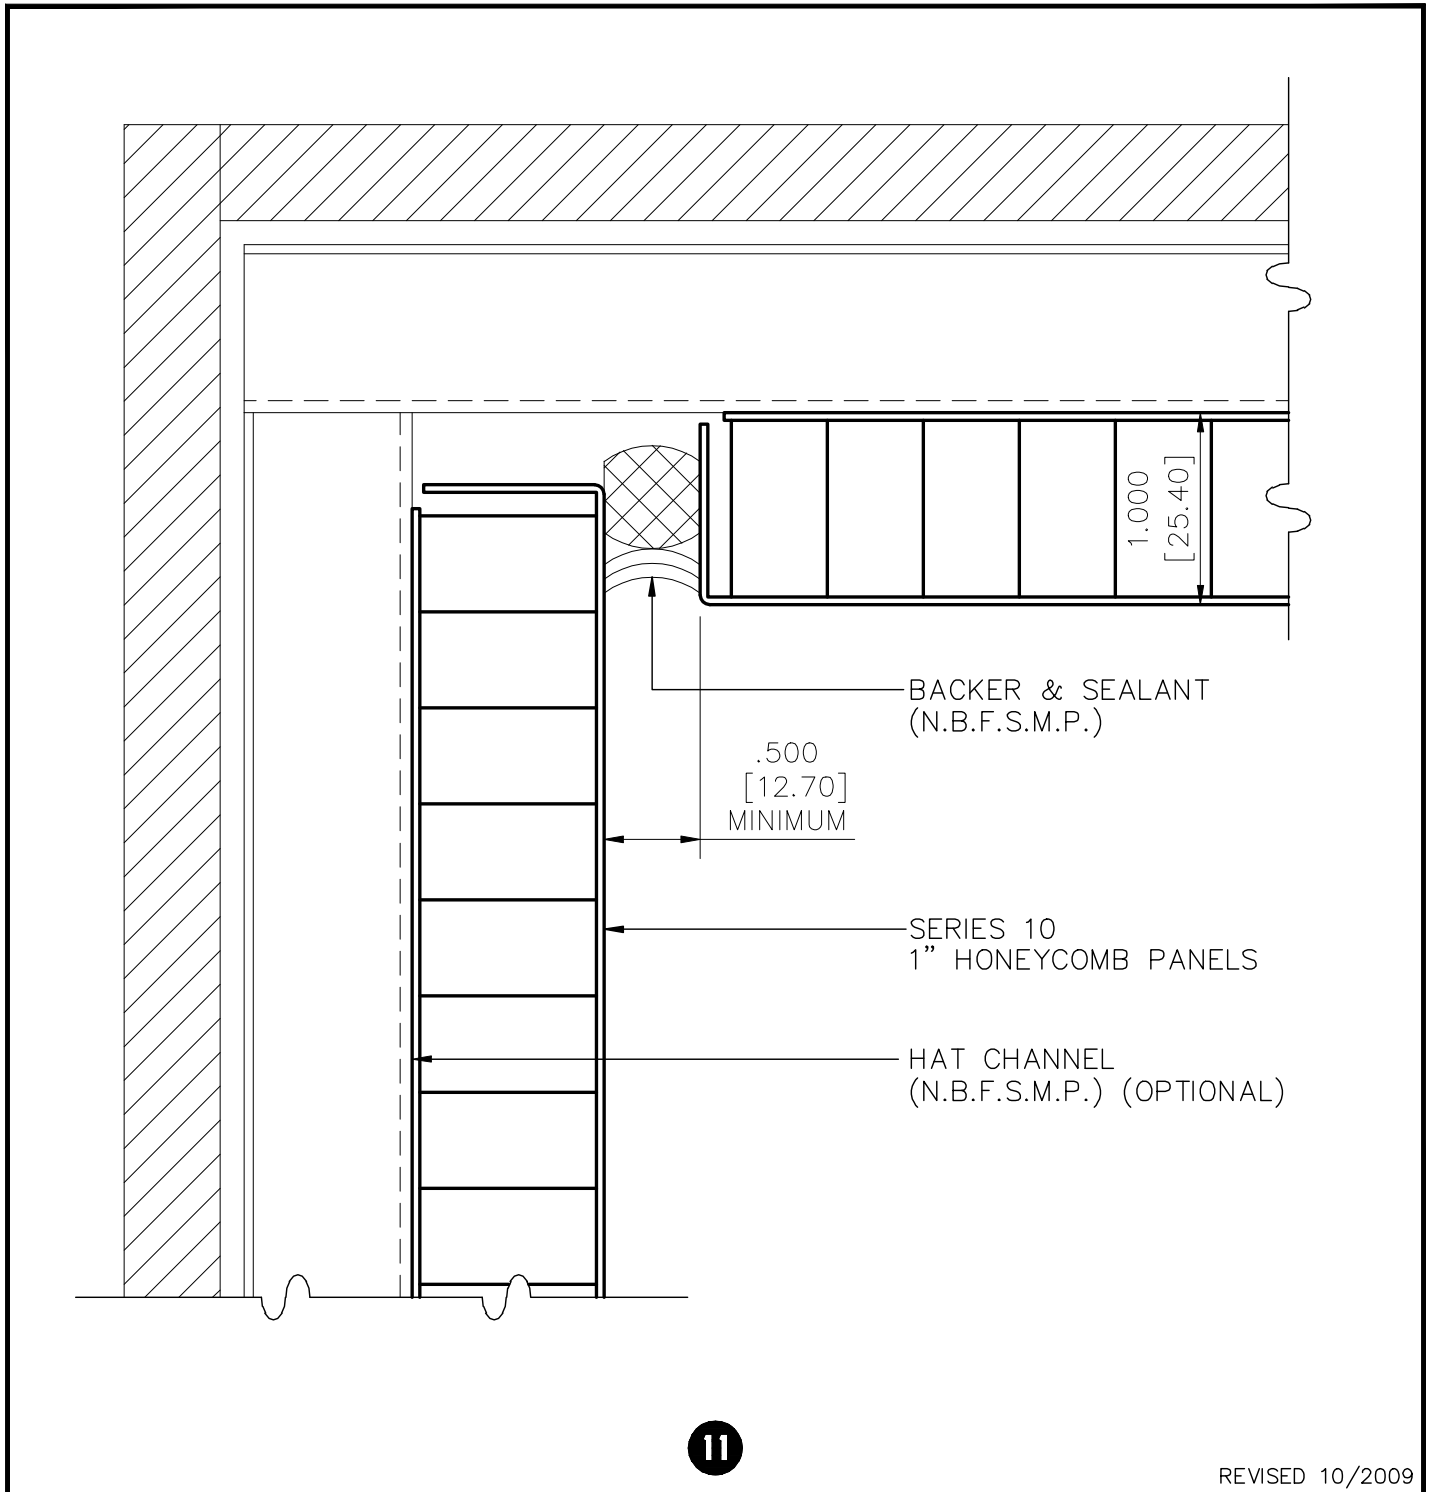 1.000
[25.40]
BACKER & SEALANT
(N.B.F.S.M.P.)
.500
[12.70]
MINIMUM
SERIES 10
1” HONEYCOMB PANELS
HAT CHANNEL
(N.B.F.S.M.P.) (OPTIONAL)
11
REVISED 10/2009